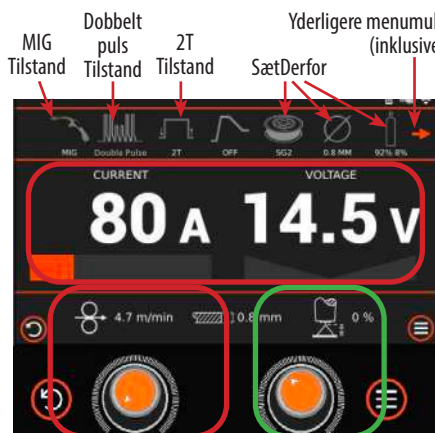 MIG
Tilstand
Dobbelt
puls
Tilstand
2T
Tilstand
SætDerfor
Yderligere menumul
(inklusive
MIG
Double Pulse
2T
OFF
SG2
0.8 MM
92% 8%
CURRENT
VOLTAGE
80 A
14.5 V
4.7 m/min
0.8 mm
0 %